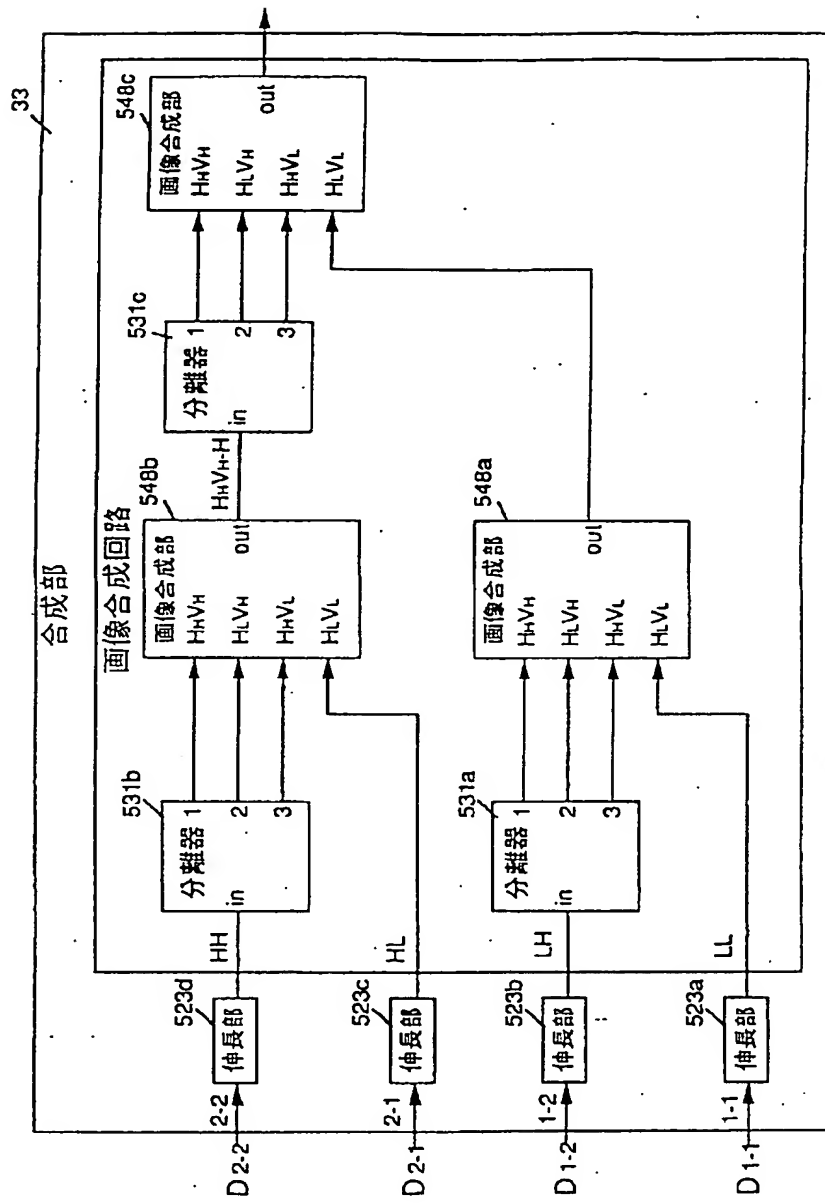 33
合成部
画像合成回路
548c
画像合成部
HHVH
HLVH
HHVL
HLVL
out
531c
分離器
in
1
2
3
HHVH-H
548b
画像合成部
HHVH
HLVH
HHVL
HLVL
out
548a
画像合成部
HHVH
HLVH
HHVL
HLVL
out
531b
分離器
in
1
2
3
531a
分離器
in
1
2
3
HH
HL
LH
LL
523d
伸長部
523c
伸長部
523b
伸長部
523a
伸長部
2-2
2-1
1-2
1-1
D2-2
D2-1
D1-2
D1-1